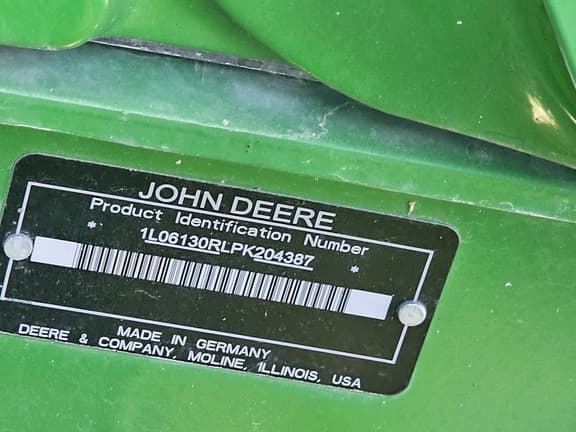 JOHN DEERE
Product Identification Number
* 1L06130RLPK204387 *
MADE IN GERMANY
DEERE & COMPANY, MOLINE, ILLINOIS, USA